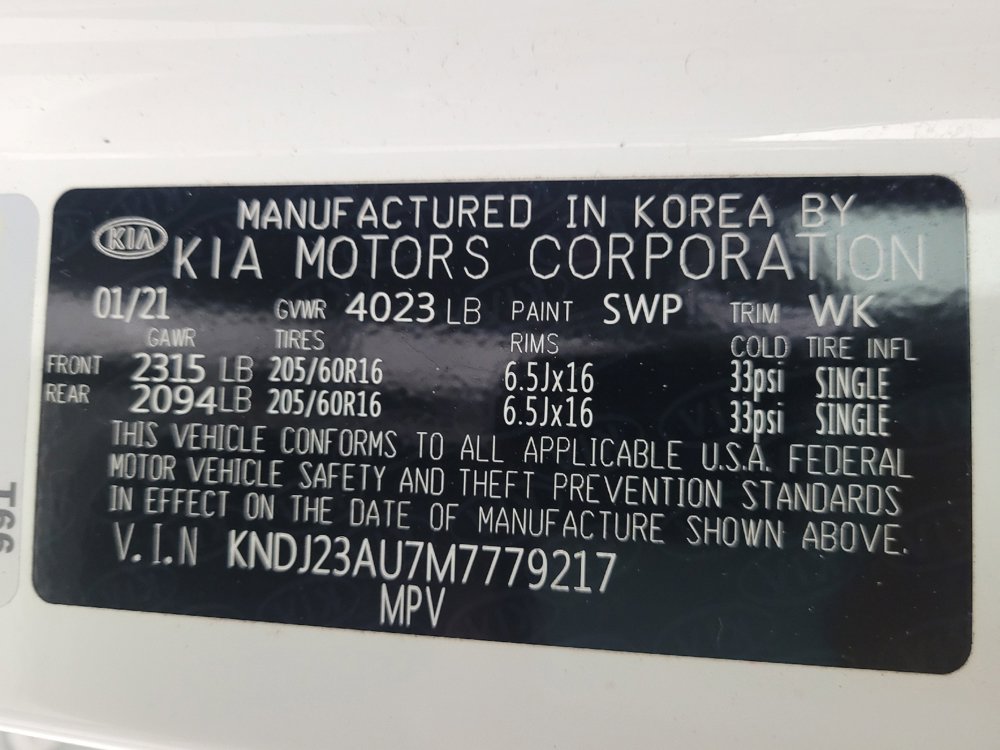 MANUFACTURED IN KOREA BY
KIA KIA MOTORS CORPORATION
01/21 GVWR 4023 LB PAINT SWP TRIM WK
GAWR TIRES RIMS COLD TIRE INFL
FRONT 2315 LB 205/60R16 6.5Jx16 33psi SINGLE
REAR 2094LB 205/60R16 6.5Jx16 33psi SINGLE
THIS VEHICLE CONFORMS TO ALL APPLICABLE U.S.A. FEDERAL
MOTOR VEHICLE SAFETY AND THEFT PREVENTION STANDARDS
IN EFFECT ON THE DATE OF MANUFACTURE SHOWN ABOVE.
V.I.N KNDJ23AU7M7779217
MPV